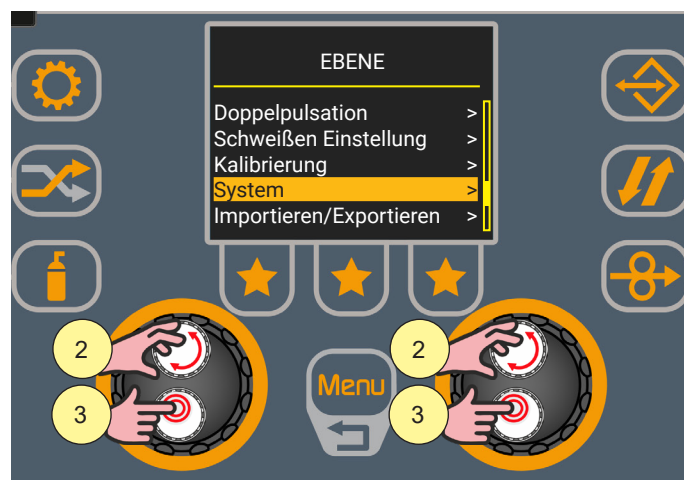 EBENE
Doppelpulsation >
Schweißen Einstellung >
Kalibrierung >
System >
Importieren/Exportieren >
2
2
3
3
Menu